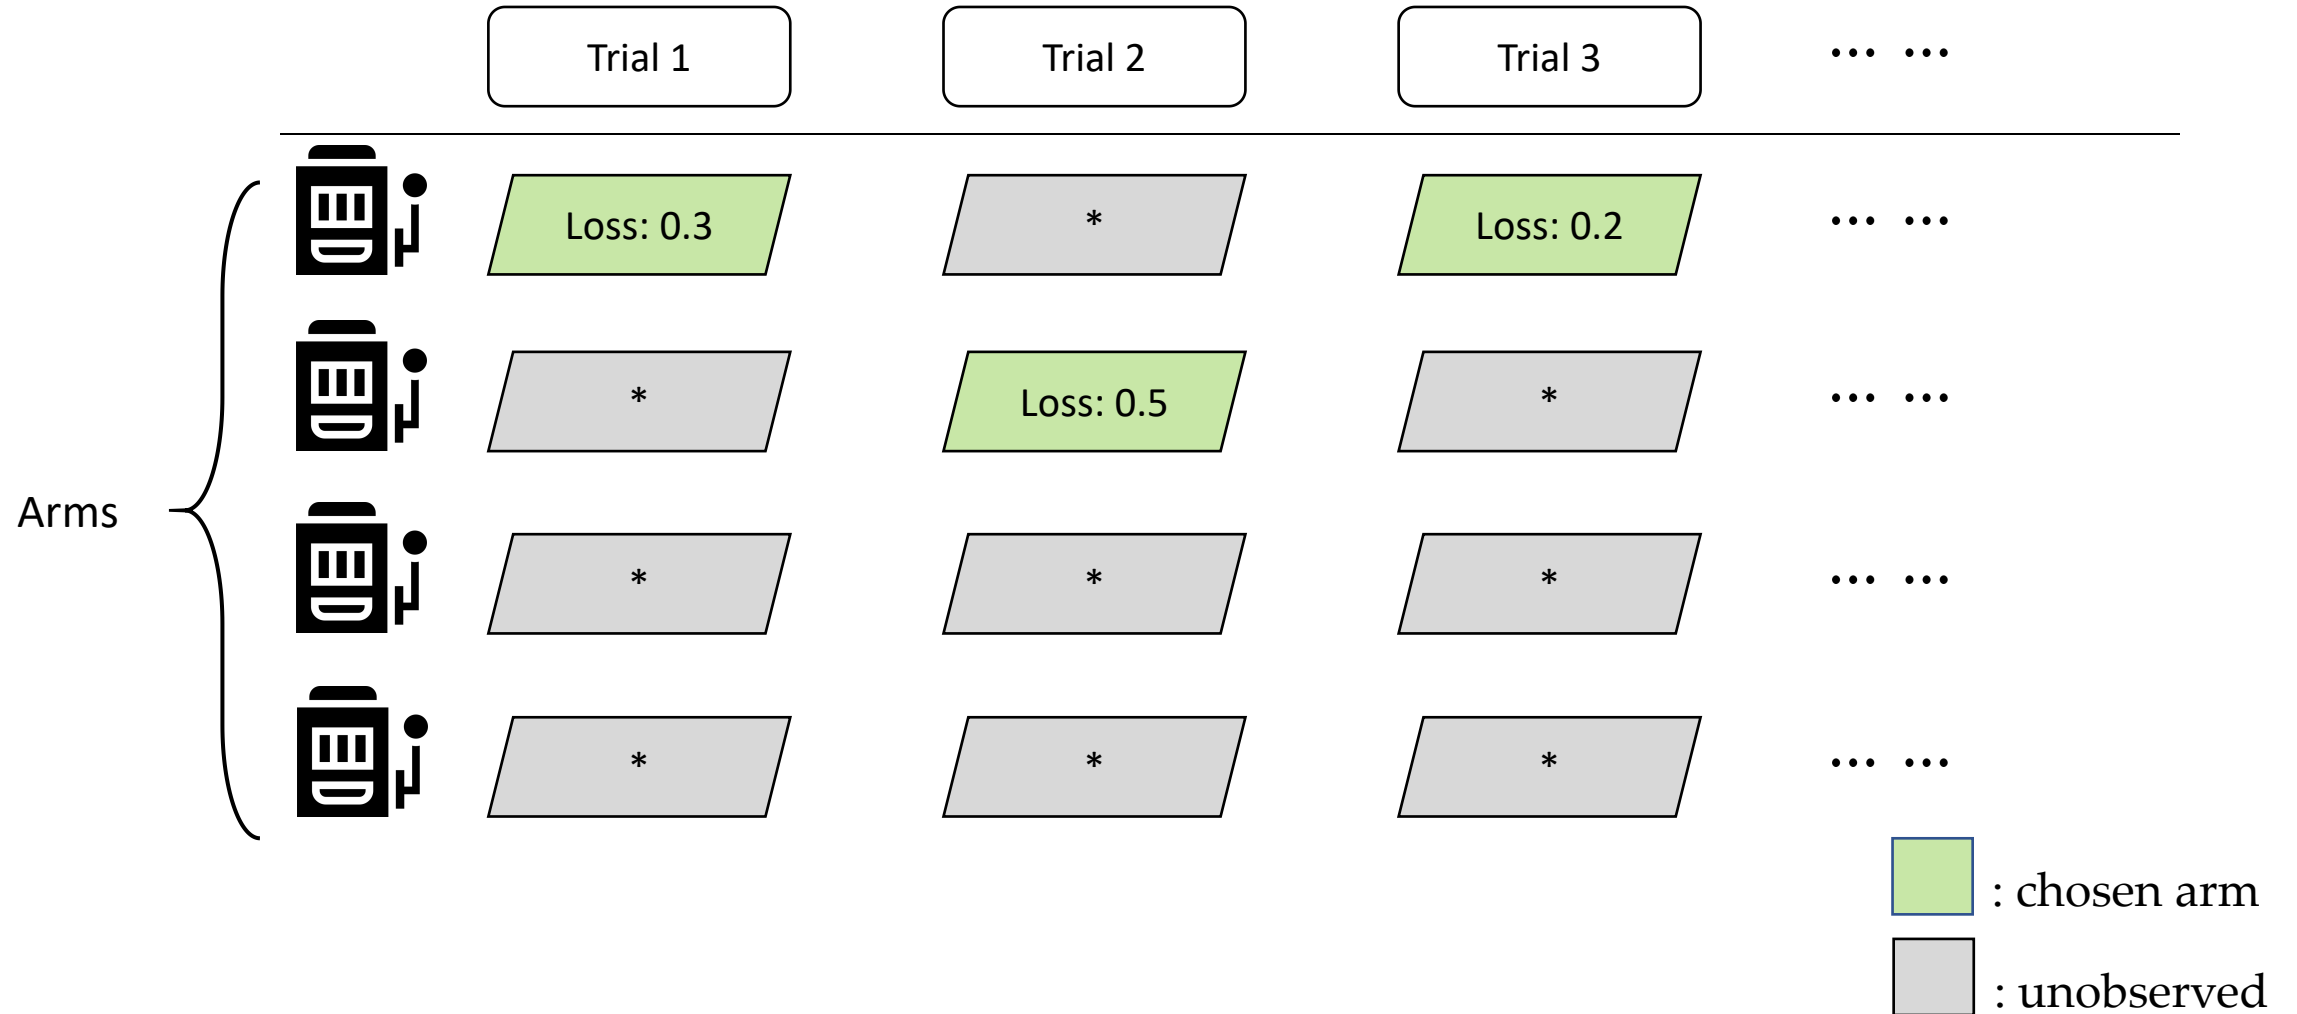 Trial 1 Trial 2 Trial 3 ... ...
Loss: 0.3 * Loss: 0.2 ... ...
* Loss: 0.5 * ... ...
Arms
* * * ... ...
* * * ... ...
: chosen arm
: unobserved